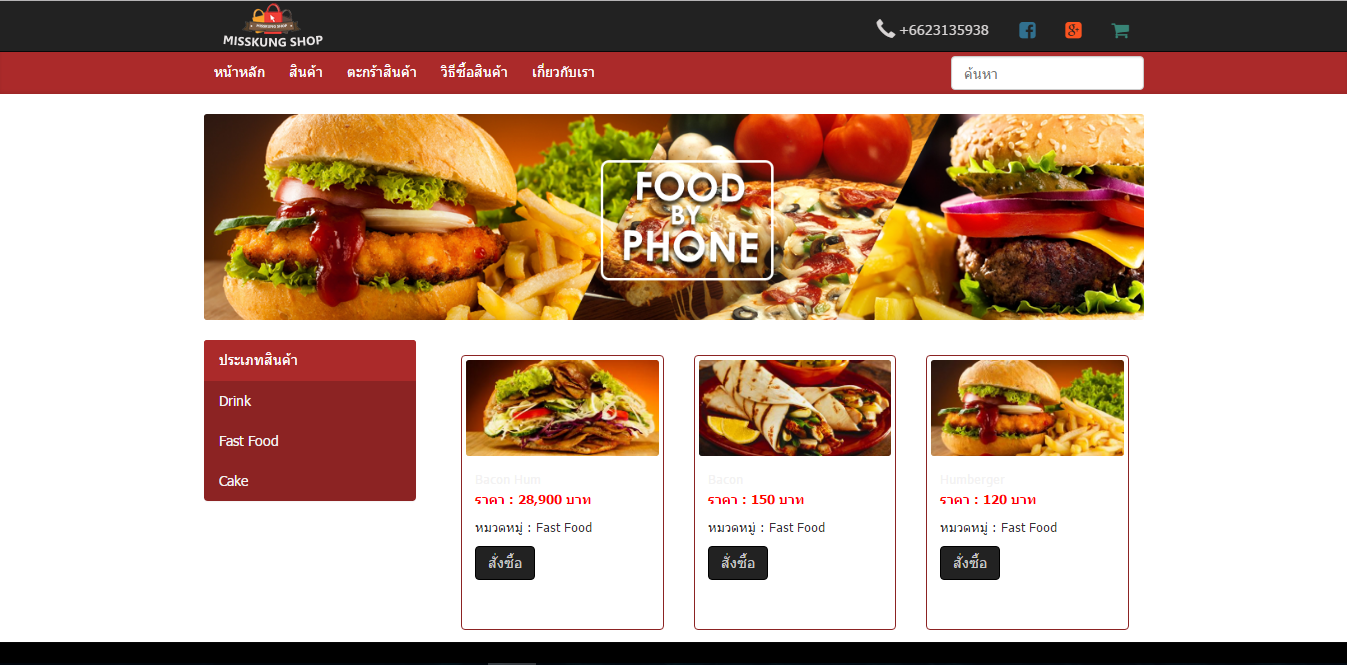 MISSKUNG SHOP
MISSKUNG SHOP
+6623135938
หน้าหลัก
สินค้า
ตะกร้าสินค้า
วิธีซื้อสินค้า
เกี่ยวกับเรา
ค้นหา
FOOD
BY
PHONE
ประเภทสินค้า
Drink
Fast Food
Cake
Bacon Hum
ราคา : 28,900 บาท
หมวดหมู่ : Fast Food
สั่งซื้อ
Bacon
ราคา : 150 บาท
หมวดหมู่ : Fast Food
สั่งซื้อ
Humberger
ราคา : 120 บาท
หมวดหมู่ : Fast Food
สั่งซื้อ